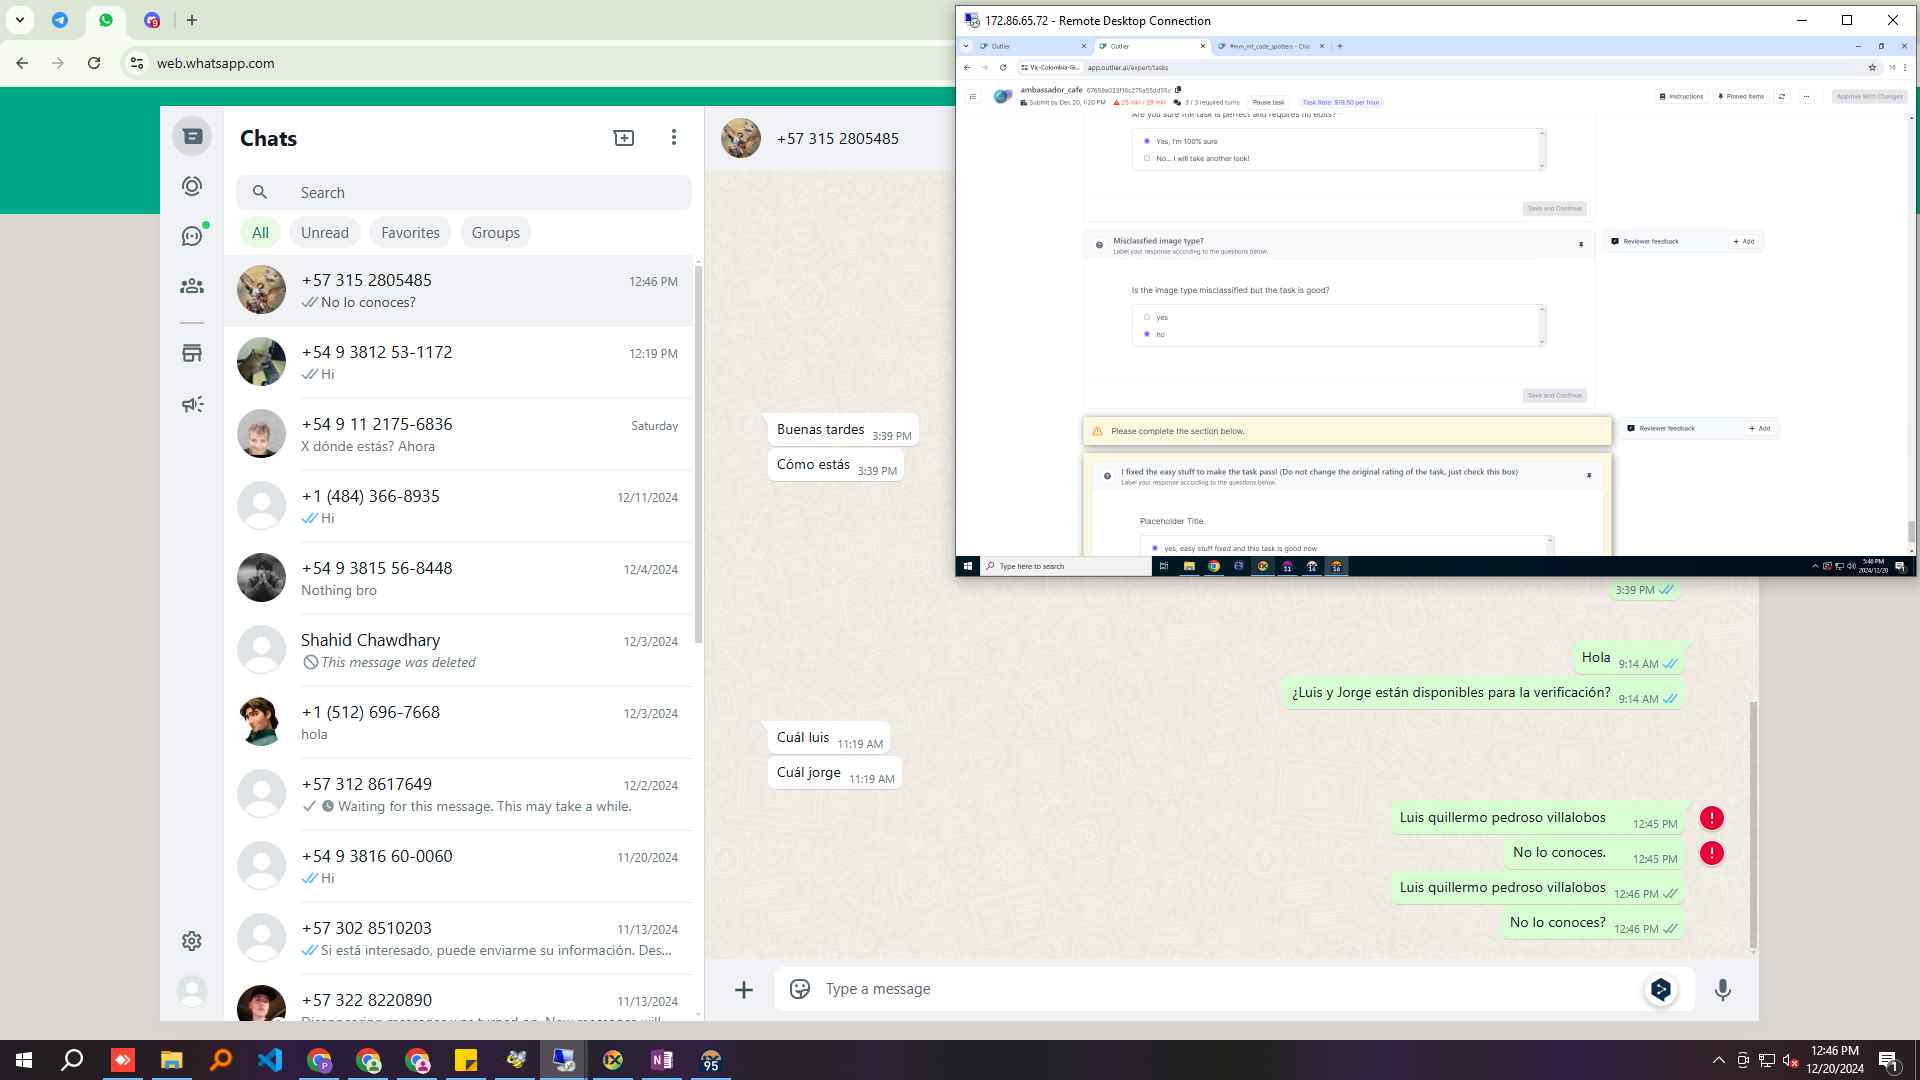 web.whatsapp.com
Chats
Search
All
Unread
Favorites
Groups
+57 315 2805485
12:46 PM
No lo conoces?
+54 9 3812 53-1172
12:19 PM
Hi
+54 9 11 2175-6836
Saturday
X dónde estás? Ahora
+1 (484) 366-8935
12/11/2024
Hi
+54 9 3815 56-8448
12/4/2024
Nothing bro
Shahid Chawdhary
12/3/2024
This message was deleted
+1 (512) 696-7668
12/3/2024
hola
+57 312 8617649
12/2/2024
Waiting for this message. This may take a while.
+54 9 3816 60-0060
11/20/2024
Hi
+57 302 8510203
11/13/2024
Si está interesado, puede enviarme su información. Des...
+57 322 8220890
11/13/2024
+57 315 2805485
Buenas tardes 3:39 PM
Cómo estás 3:39 PM
3:39 PM
Hola 9:14 AM
¿Luis y Jorge están disponibles para la verificación? 9:14 AM
Cuál luis 11:19 AM
Cuál jorge 11:19 AM
Luis quillermo pedroso villalobos 12:45 PM
No lo conoces. 12:45 PM
Luis quillermo pedroso villalobos 12:46 PM
No lo conoces? 12:46 PM
Type a message
172.86.65.72 - Remote Desktop Connection
Outlier
Outlier
Vic-Colombia-Gi...
app.outlier.ai/expert/tasks
ambassador_cafe
Submit by Dec 20, 1:20 PM
25 min / 28 min
3 / 3 required turns
Pause task
Task Rate: $19.50 per hour
Instructions
Pinned Items
Approve With Changes
Are you sure the task is perfect and requires no edits? *
Yes, I'm 100% sure
No... I will take another look!
Save and Continue
Misclassfied image type?
Label your response according to the questions below.
Reviewer feedback
+ Add
Is the image type misclassified but the task is good?
yes
no
Save and Continue
Please complete the section below.
Reviewer feedback
+ Add
I fixed the easy stuff to make the task pass! (Do not change the original rating of the task, just check this box)
Label your response according to the questions below.
Placeholder Title
yes, easy stuff fixed and this task is good now
Type here to search
11
14
16
3:46 PM
2024/12/20
95
12:46 PM
12/20/2024
1